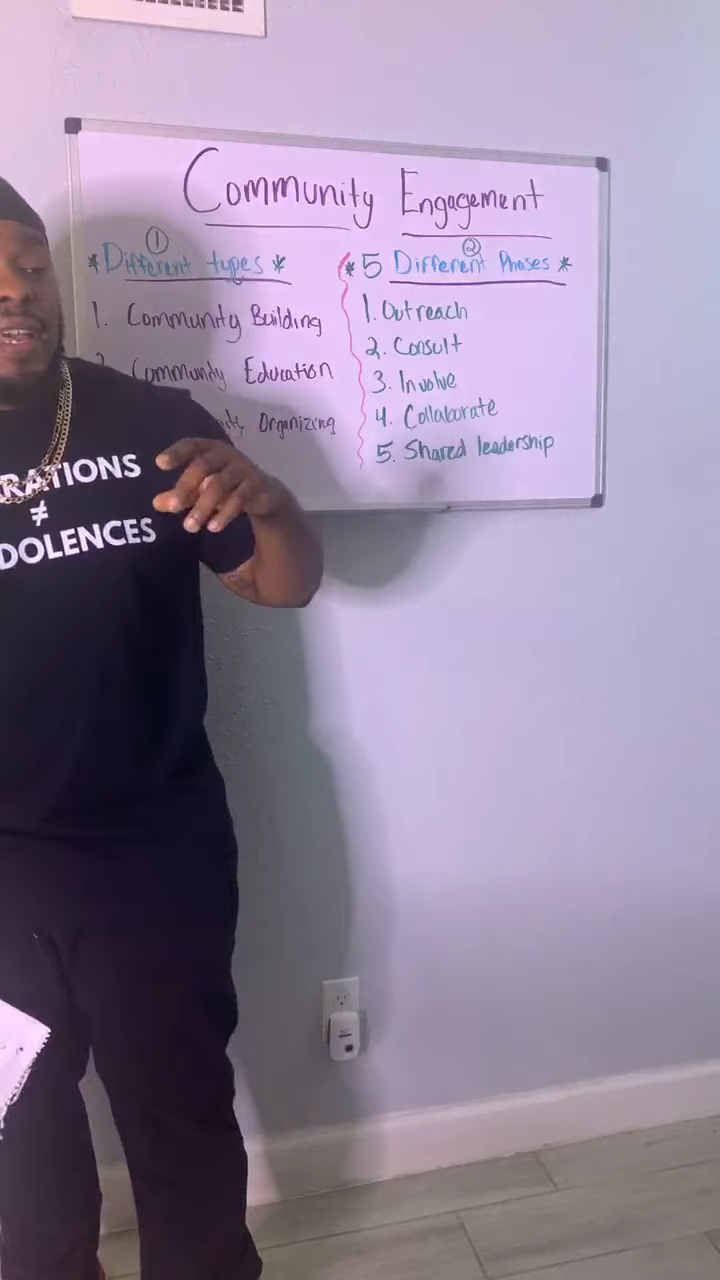 Community Engagement
①
*Different types*
1. Community Building
Community Education
Organizing
②
*5 Different Phases*
1. Outreach
2. Consult
3. Involve
4. Collaborate
5. Shared leadership
RATIONS
≠
DOLENCES